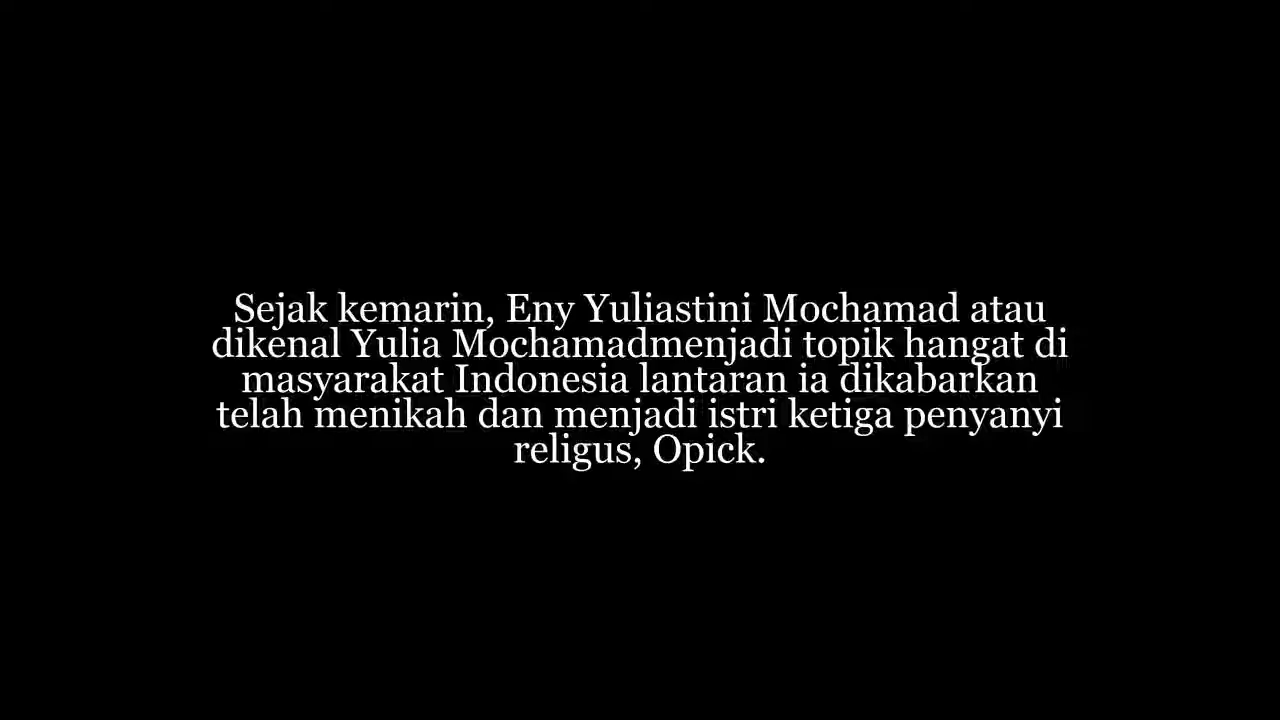 Sejak kemarin, Eny Yuliastini Mochamad atau
dikenal Yulia Mochamadmenjadi topik hangat di
masyarakat Indonesia lantaran ia dikabarkan
telah menikah dan menjadi istri ketiga penyanyi
religus, Opick.